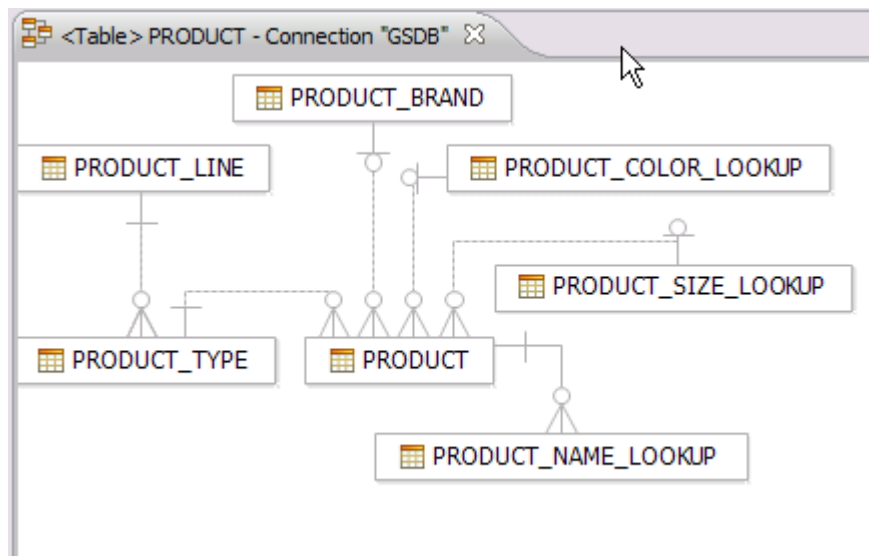 <Table> PRODUCT - Connection "GSDB"
PRODUCT_BRAND
PRODUCT_LINE
PRODUCT_COLOR_LOOKUP
PRODUCT_SIZE_LOOKUP
PRODUCT_TYPE
PRODUCT
PRODUCT_NAME_LOOKUP